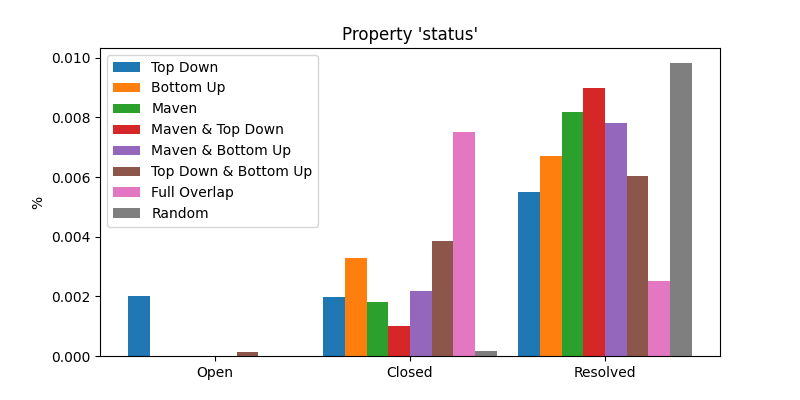 Property 'status'
0.010
0.008
0.006
0.004
0.002
0.000
%
Top Down
Bottom Up
Maven
Maven & Top Down
Maven & Bottom Up
Top Down & Bottom Up
Full Overlap
Random
Open
Closed
Resolved